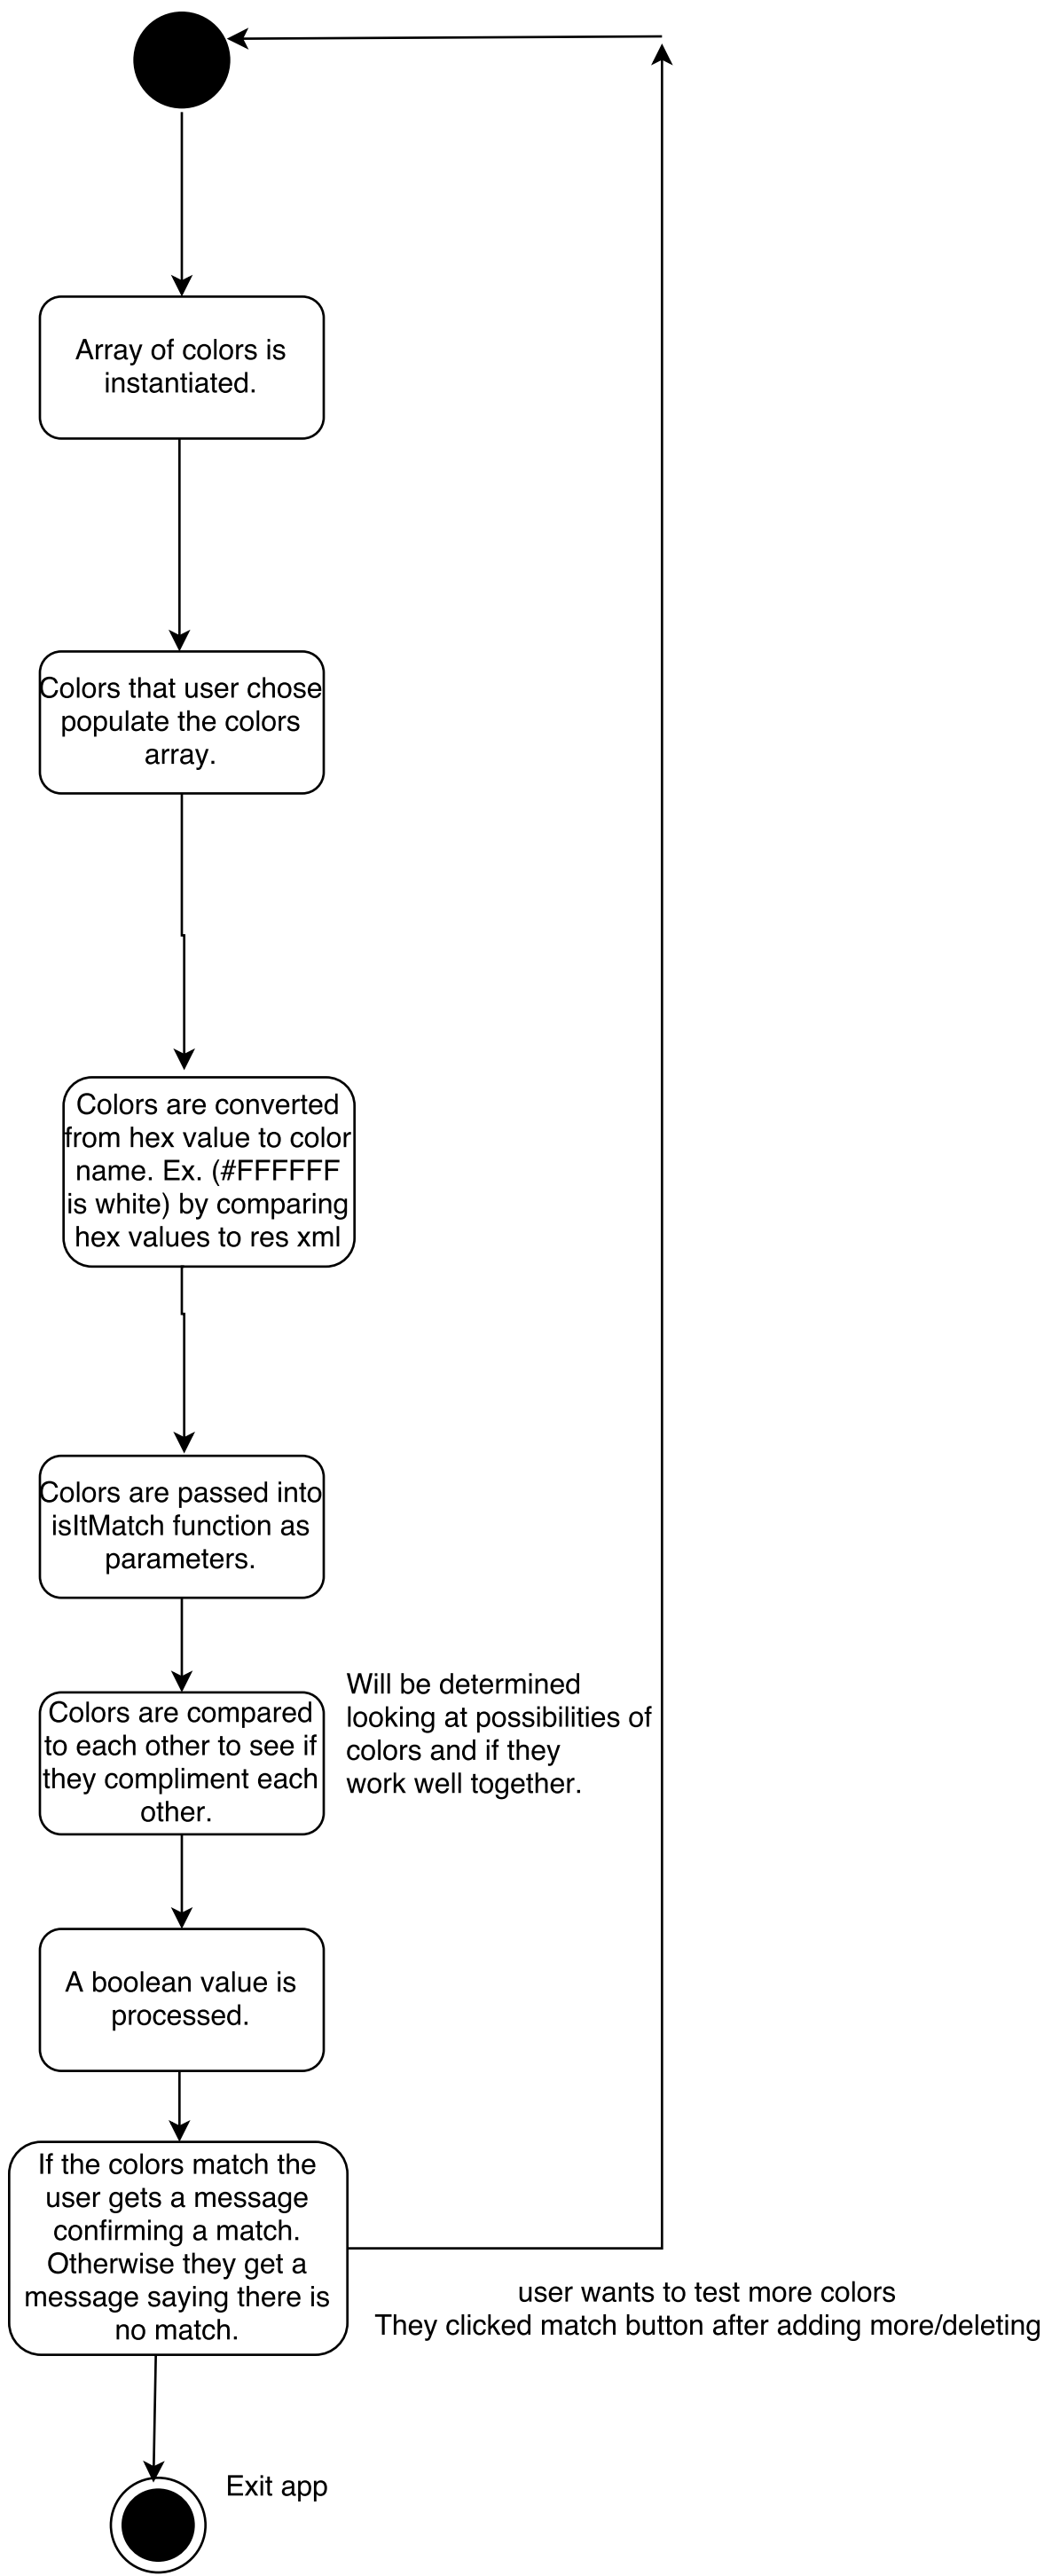 Array of colors is
instantiated.
Colors that user chose
populate the colors
array.
Colors are converted
from hex value to color
name. Ex. (#FFFFFF
is white) by comparing
hex values to res xml
Colors are passed into
isItMatch function as
parameters.
Colors are compared
to each other to see if
they compliment each
other.
Will be determined
looking at possibilities of
colors and if they
work well together.
A boolean value is
processed.
If the colors match the
user gets a message
confirming a match.
Otherwise they get a
message saying there is
no match.
user wants to test more colors
They clicked match button after adding more/deleting
Exit app